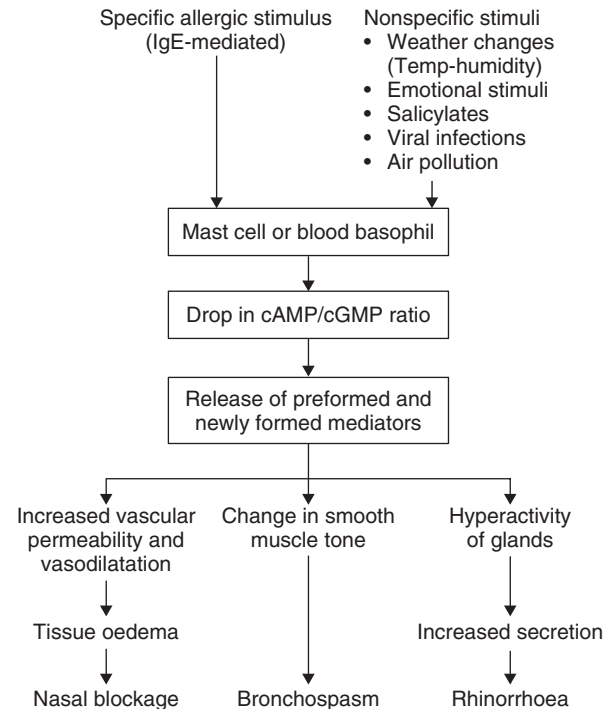 Specific allergic stimulus
(IgE-mediated)
Nonspecific stimuli
• Weather changes
(Temp-humidity)
• Emotional stimuli
• Salicylates
• Viral infections
• Air pollution
Mast cell or blood basophil
Drop in cAMP/cGMP ratio
Release of preformed and
newly formed mediators
Increased vascular
permeability and
vasodilatation
Change in smooth
muscle tone
Hyperactivity
of glands
Tissue oedema
Increased secretion
Nasal blockage
Bronchospasm
Rhinorrhoea